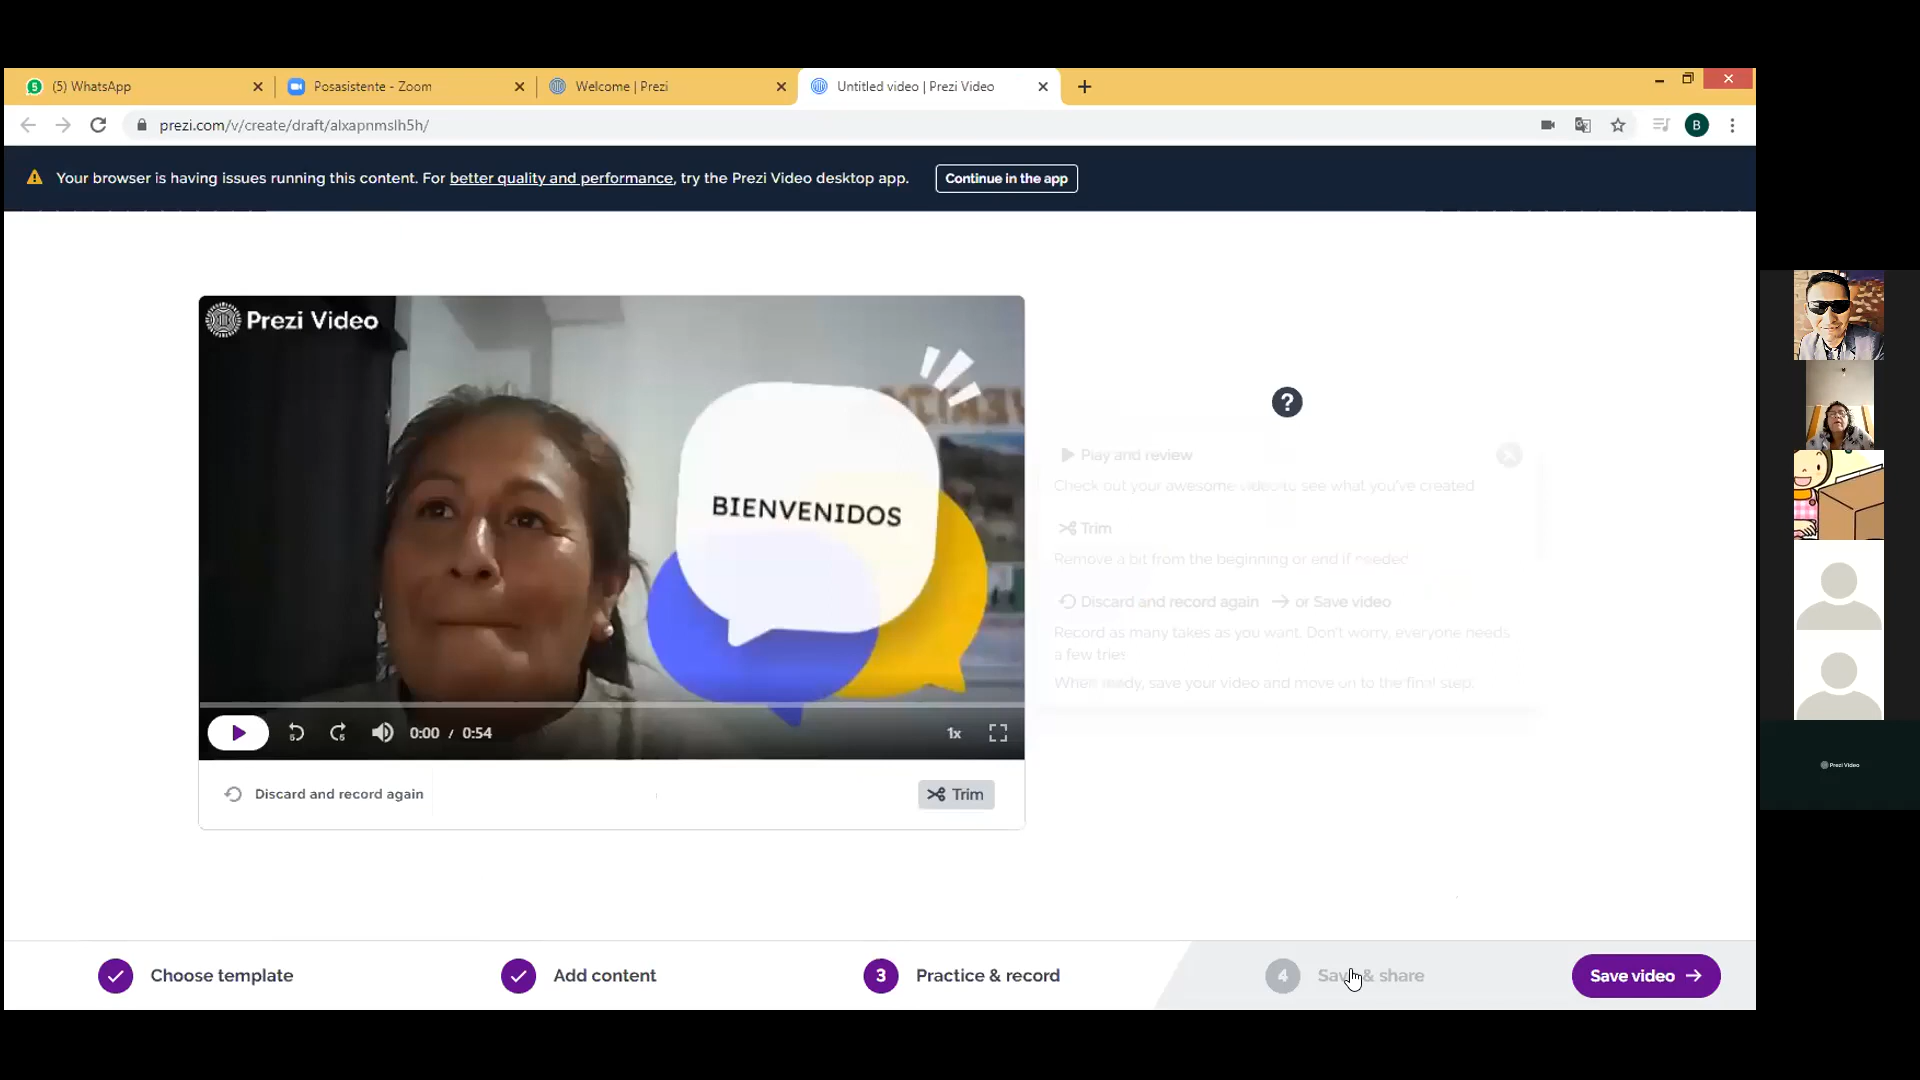 (5) WhatsApp
Posasistente - Zoom
Welcome | Prezi
Untitled video | Prezi Video
prezi.com/v/create/draft/alxapnmslh5h/
B
Your browser is having issues running this content. For better quality and performance, try the Prezi Video desktop app.
Continue in the app
Prezi Video
BIENVENIDOS
0:00 / 0:54
1x
Discard and record again
Trim
?
Play and review
Check out your awesome video to see what you've created
Trim
Remove a bit from the beginning or end if needed
Discard and record again → or Save video
Record as many takes as you want. Don't worry, everyone needs
a few tries
When ready, save your video and move on to the final step.
Choose template
Add content
3 Practice & record
4 Save & share
Save video →
Prezi Video